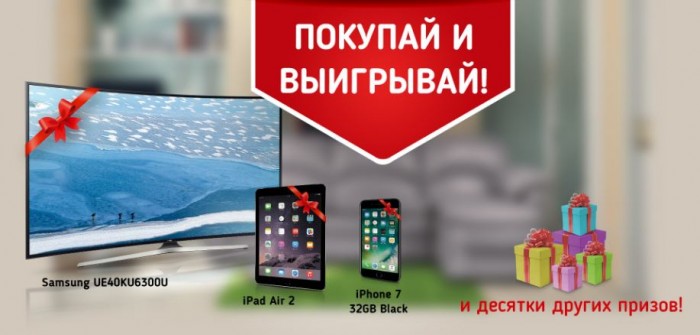 ПОКУПАЙ И
ВЫИГРЫВАЙ!
Samsung UE40KU6300U
iPad Air 2
iPhone 7
32GB Black
и десятки других призов!